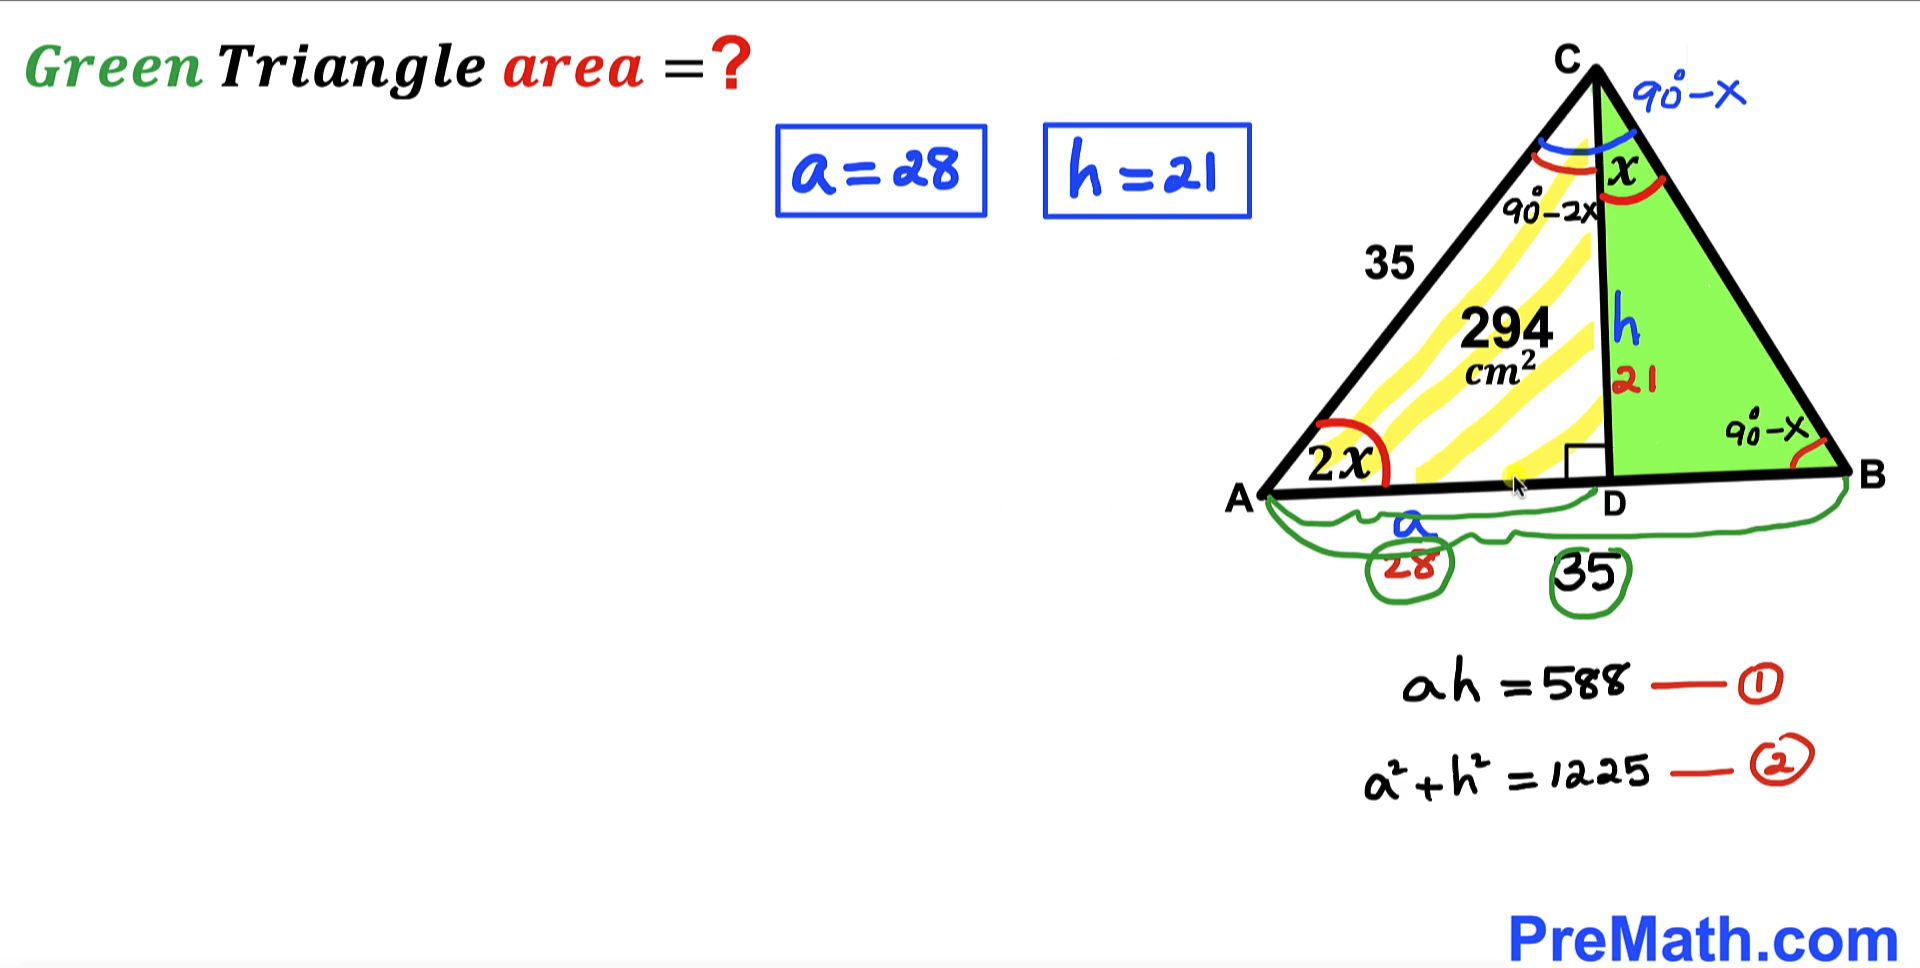 Green Triangle area = ?
a = 28
h = 21
C
90°-x
x
90°-2x
35
294
cm²
h
21
90°-x
2x
A
B
D
a
28
35
ah = 588 — ①
a² + h² = 1225 — ②
PreMath.com